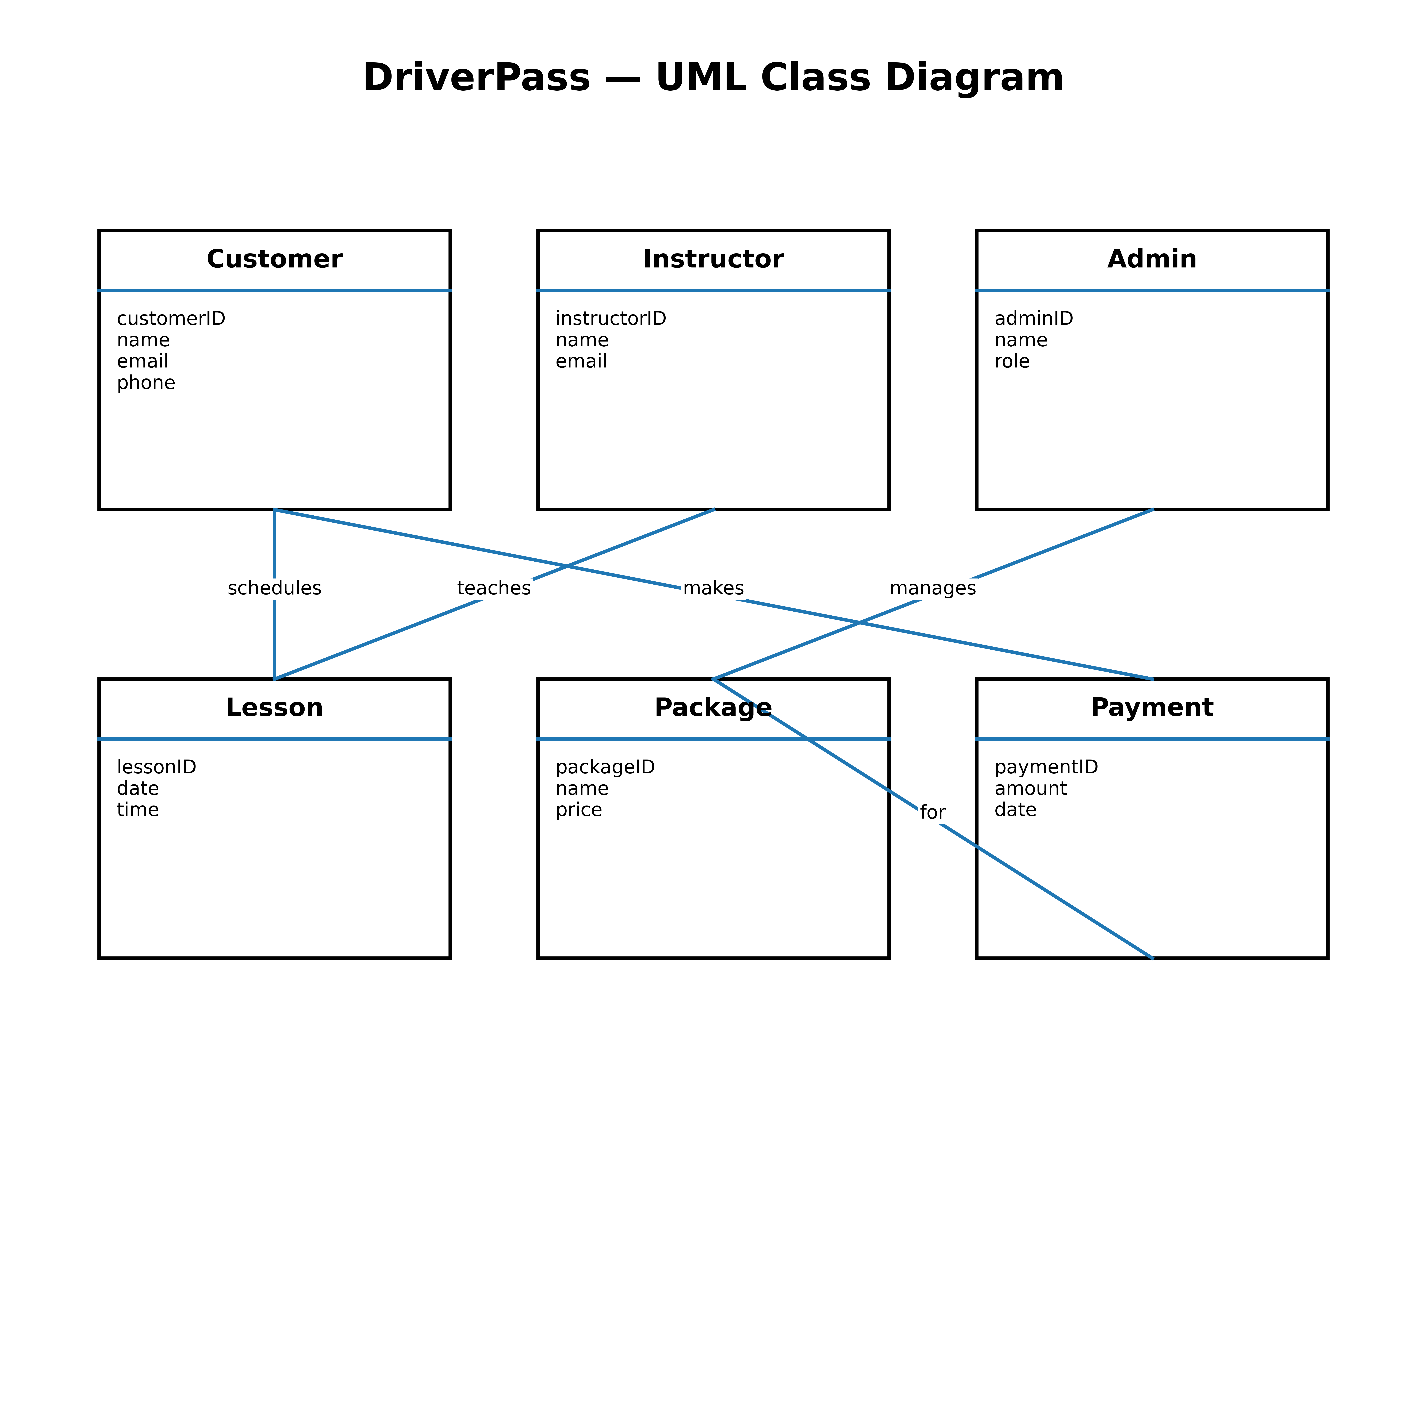 DriverPass — UML Class Diagram
Customer
customerID
name
email
phone
Instructor
instructorID
name
email
Admin
adminID
name
role
schedules
teaches
makes
manages
Lesson
lessonID
date
time
Package
packageID
name
price
for
Payment
paymentID
amount
date